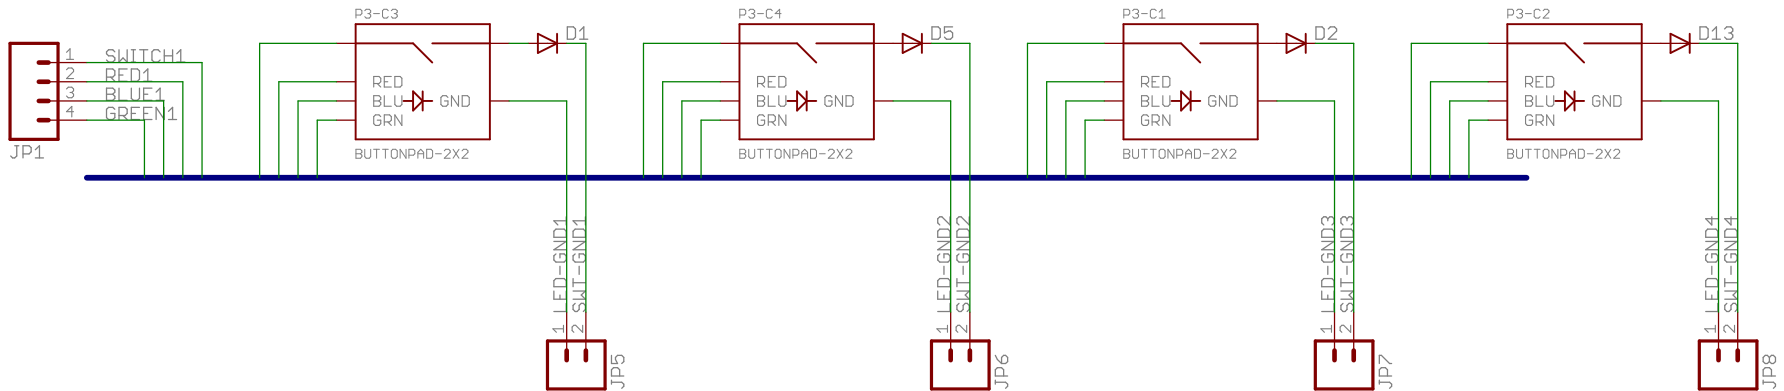 P3-C3
D1
P3-C4
D5
P3-C1
D2
P3-C2
D13
1 SWITCH1
2 RED1
3 BLUE1
4 GREEN1
JP1
RED
BLU GND
GRN
BUTTONPAD-2X2
RED
BLU GND
GRN
BUTTONPAD-2X2
RED
BLU GND
GRN
BUTTONPAD-2X2
RED
BLU GND
GRN
BUTTONPAD-2X2
1 LED-GND1
2 SWT-GND1
JP5
1 LED-GND2
2 SWT-GND2
JP6
1 LED-GND3
2 SWT-GND3
JP7
1 LED-GND4
2 SWT-GND4
JP8